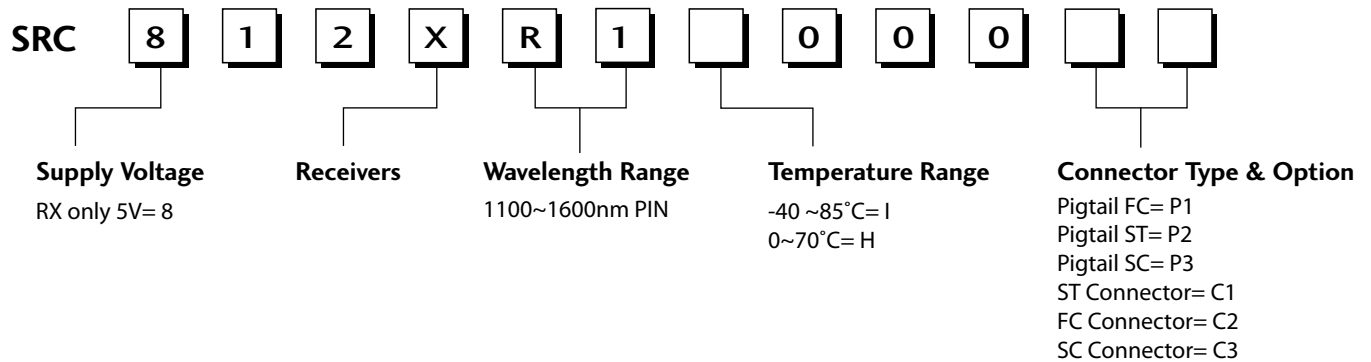 SRC 8 1 2 X R 1 0 0 0
Supply Voltage
RX only 5V= 8
Receivers
Wavelength Range
1100~1600nm PIN
Temperature Range
-40 ~85˚C= I
0~70˚C= H
Connector Type & Option
Pigtail FC= P1
Pigtail ST= P2
Pigtail SC= P3
ST Connector= C1
FC Connector= C2
SC Connector= C3